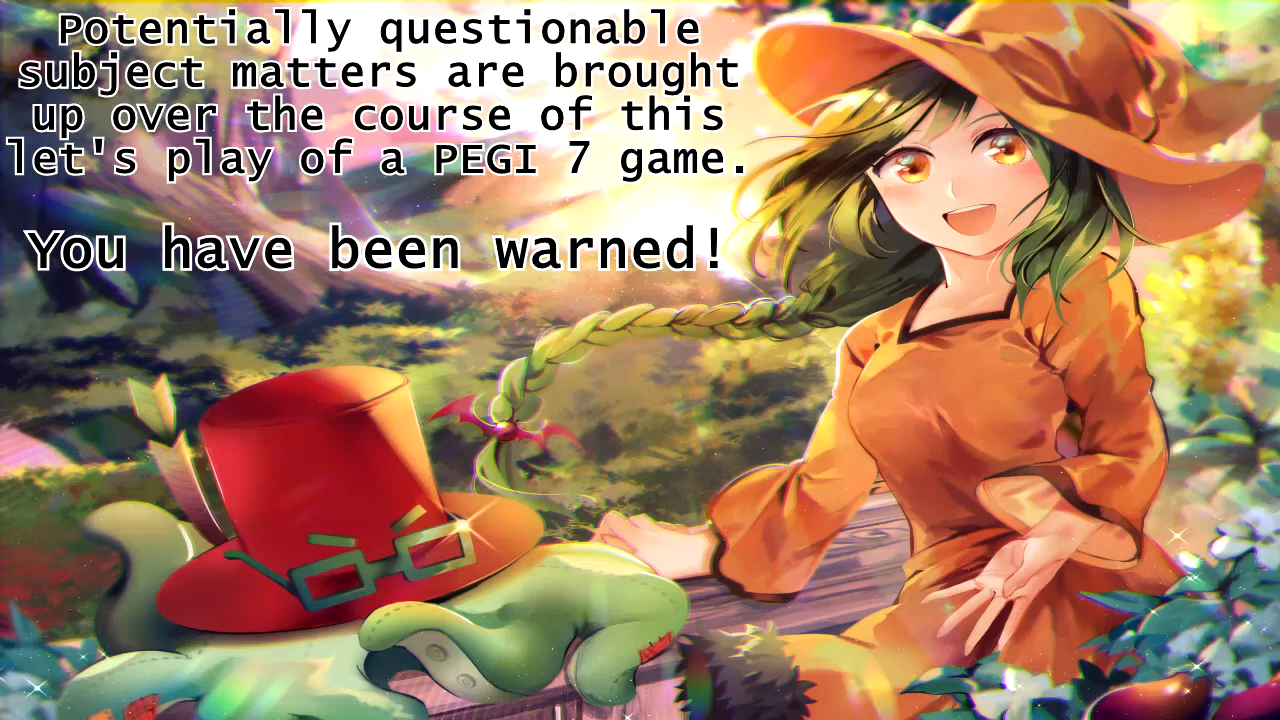 Potentially questionable
subject matters are brought
up over the course of this
let's play of a PEGI 7 game.
You have been warned!